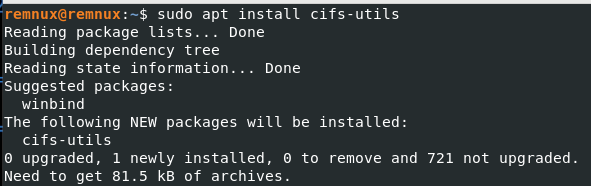 remnux@remnux:~$ sudo apt install cifs-utils
Reading package lists... Done
Building dependency tree
Reading state information... Done
Suggested packages:
  winbind
The following NEW packages will be installed:
  cifs-utils
0 upgraded, 1 newly installed, 0 to remove and 721 not upgraded.
Need to get 81.5 kB of archives.